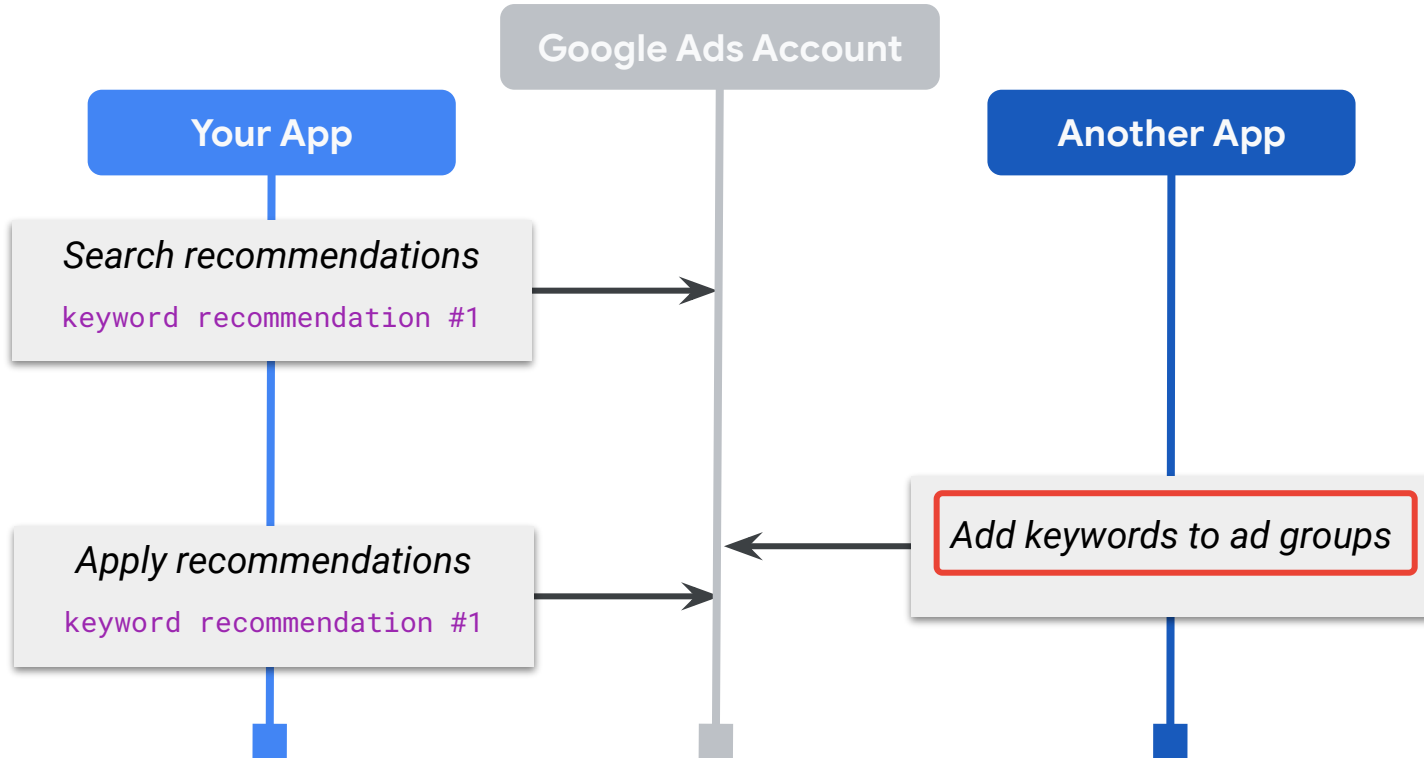 Google Ads Account
Your App
Another App
Search recommendations
keyword recommendation #1
Add keywords to ad groups
Apply recommendations
keyword recommendation #1